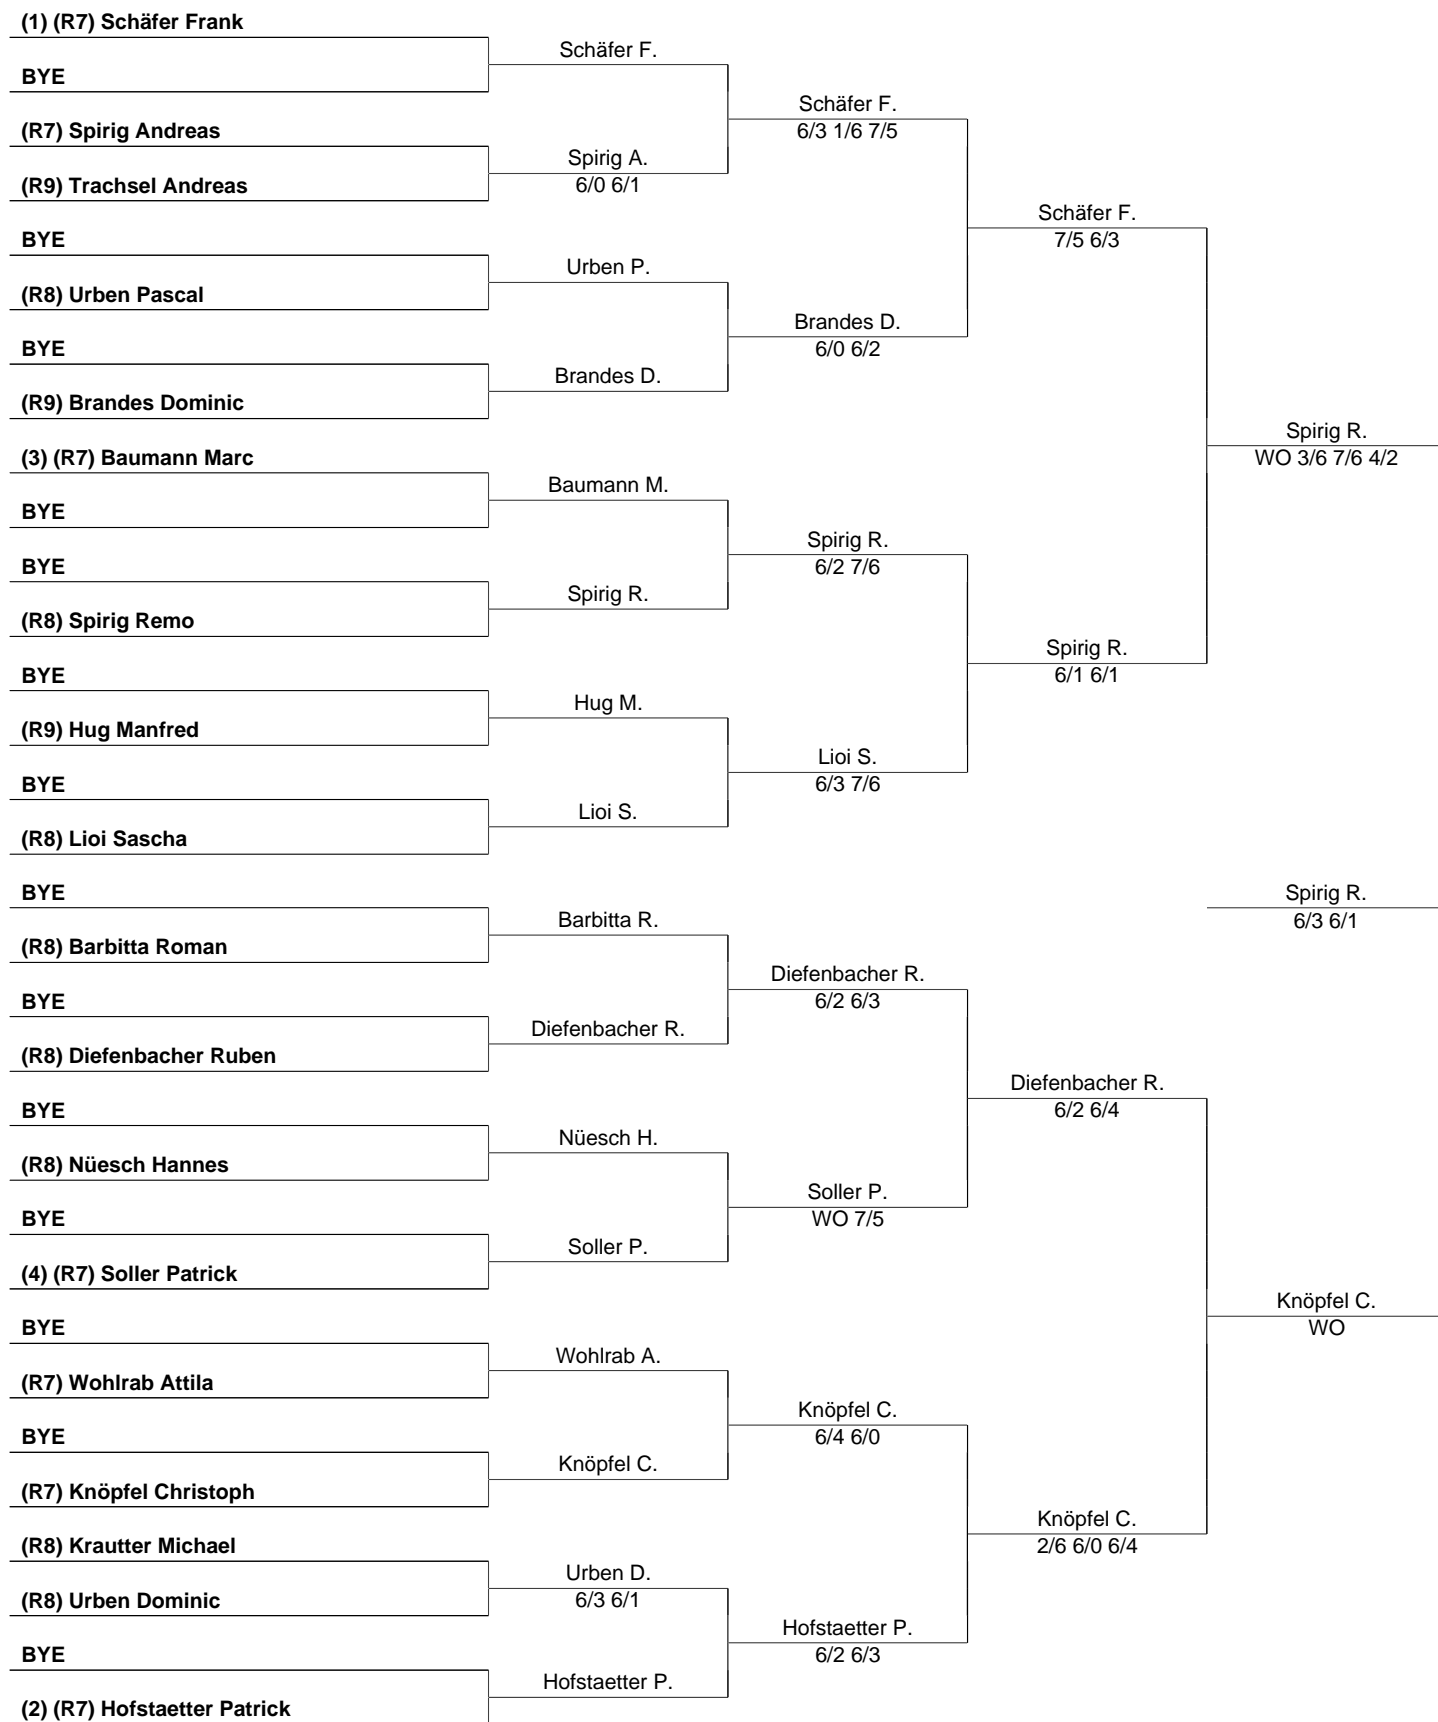 (1) (R7) Schäfer Frank
Schäfer F.
BYE
Schäfer F.
6/3 1/6 7/5
(R7) Spirig Andreas
Spirig A.
6/0 6/1
(R9) Trachsel Andreas
Schäfer F.
7/5 6/3
BYE
Urben P.
(R8) Urben Pascal
Brandes D.
6/0 6/2
BYE
Brandes D.
(R9) Brandes Dominic
Spirig R.
WO 3/6 7/6 4/2
(3) (R7) Baumann Marc
Baumann M.
BYE
Spirig R.
6/2 7/6
BYE
Spirig R.
(R8) Spirig Remo
Spirig R.
6/1 6/1
BYE
Hug M.
(R9) Hug Manfred
Lioi S.
6/3 7/6
BYE
Lioi S.
(R8) Lioi Sascha
BYE
Spirig R.
6/3 6/1
Barbitta R.
(R8) Barbitta Roman
Diefenbacher R.
6/2 6/3
BYE
Diefenbacher R.
(R8) Diefenbacher Ruben
Diefenbacher R.
6/2 6/4
BYE
Nüesch H.
(R8) Nüesch Hannes
Soller P.
WO 7/5
BYE
Soller P.
(4) (R7) Soller Patrick
Knöpfel C.
WO
BYE
Wohlrab A.
(R7) Wohlrab Attila
Knöpfel C.
6/4 6/0
BYE
Knöpfel C.
(R7) Knöpfel Christoph
Knöpfel C.
2/6 6/0 6/4
(R8) Krautter Michael
Urben D.
6/3 6/1
(R8) Urben Dominic
Hofstaetter P.
6/2 6/3
BYE
Hofstaetter P.
(2) (R7) Hofstaetter Patrick